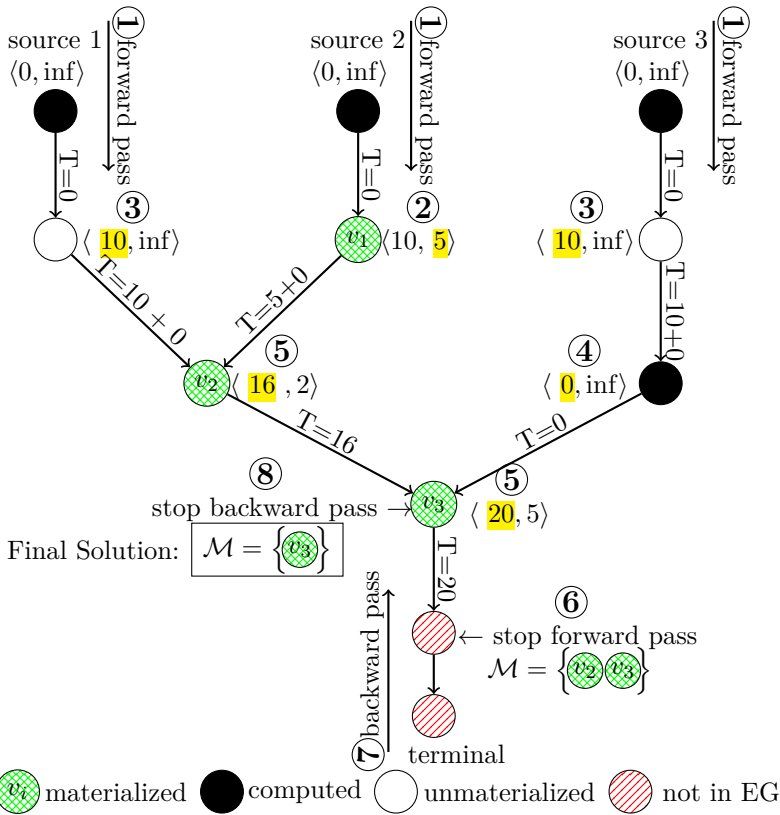 source 1
⟨0, inf⟩
① forward pass
source 2
⟨0, inf⟩
① forward pass
source 3
⟨0, inf⟩
① forward pass
T=0
T=0
T=0
③
⟨ 10, inf⟩
②
v₁
⟨10, 5⟩
③
⟨ 10, inf⟩
T=10 + 0
T=5+0
T=10+0
v₂
⑤
⟨ 16 , 2⟩
④
⟨ 0, inf⟩
T=16
T=0
⑧
stop backward pass →
v₃
⑤
⟨ 20, 5⟩
Final Solution: ℳ = {v₃}
T=20
⑥
← stop forward pass
ℳ = {v₂ v₃}
⑦ backward pass
terminal
vᵢ materialized
computed
unmaterialized
not in EG